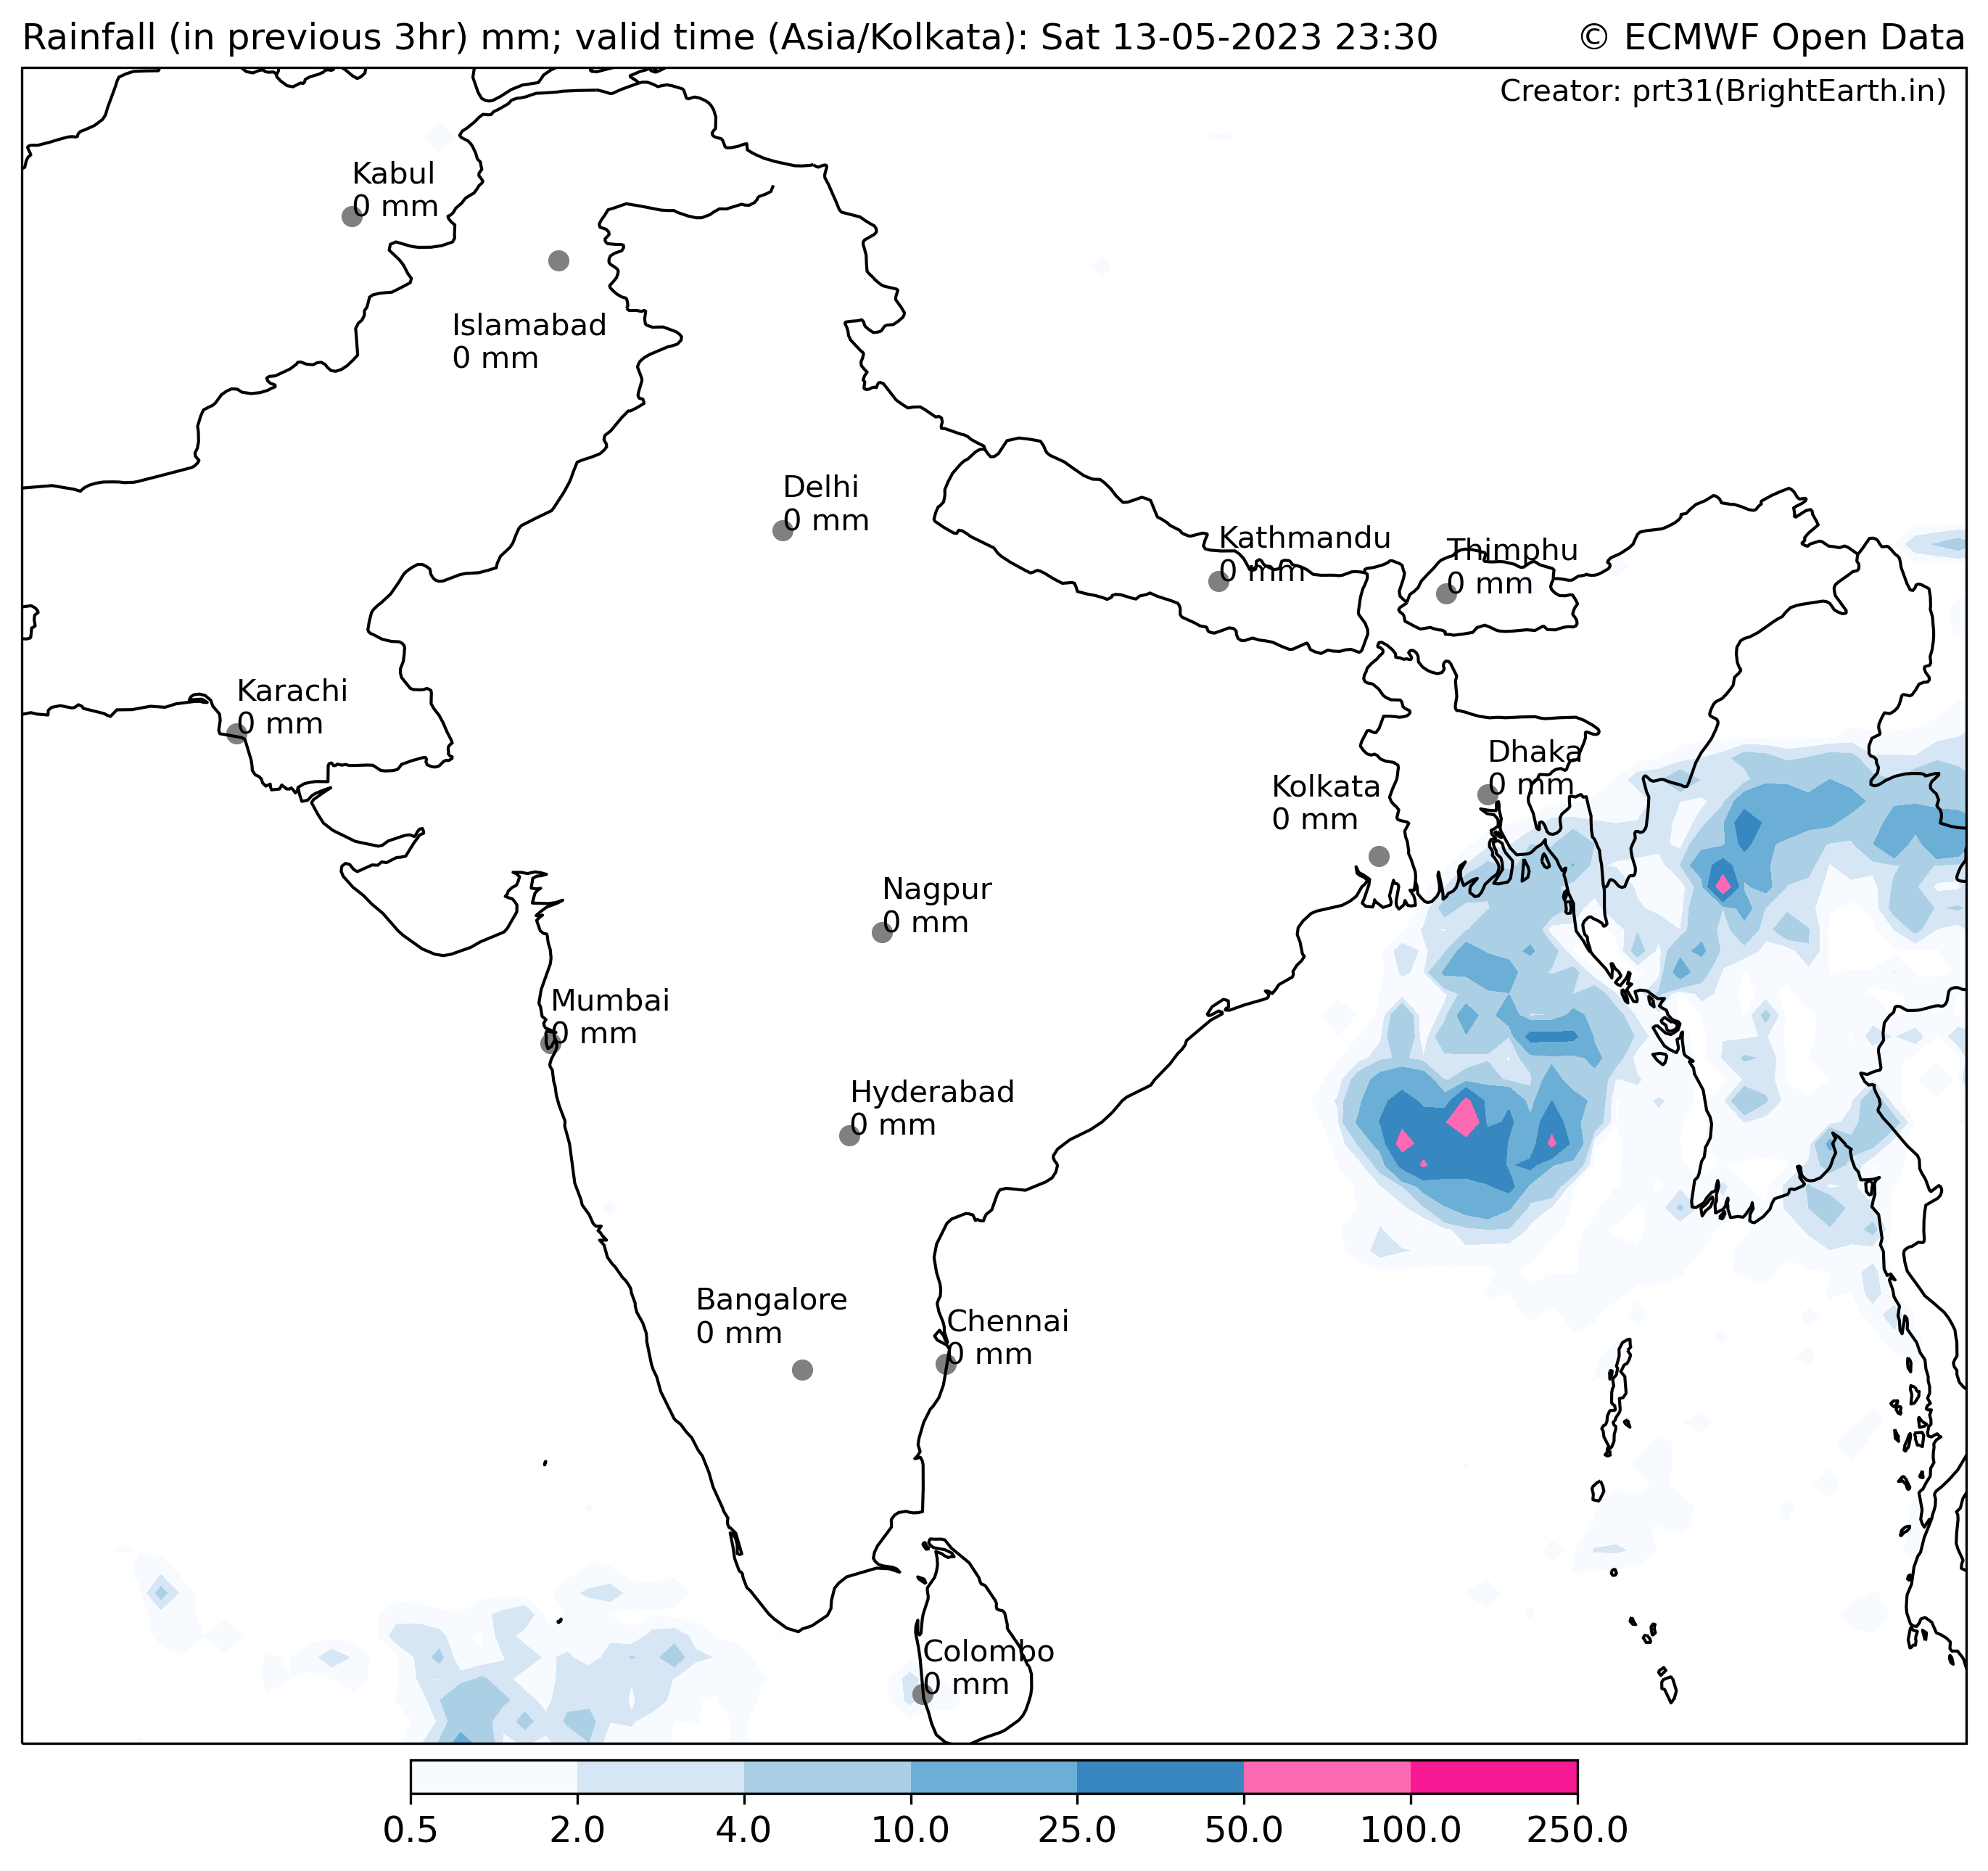 Rainfall (in previous 3hr) mm; valid time (Asia/Kolkata): Sat 13-05-2023 23:30
© ECMWF Open Data
Creator: prt31(BrightEarth.in)
Kabul
0 mm
Islamabad
0 mm
Delhi
0 mm
Kathmandu
0 mm
Thimphu
0 mm
Karachi
0 mm
Dhaka
0 mm
Kolkata
0 mm
Nagpur
0 mm
Mumbai
0 mm
Hyderabad
0 mm
Bangalore
0 mm
Chennai
0 mm
Colombo
0 mm
0.5 2.0 4.0 10.0 25.0 50.0 100.0 250.0